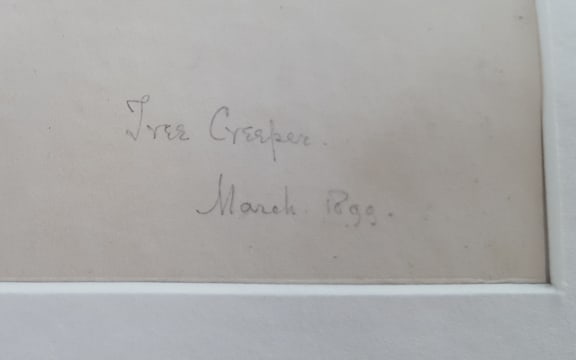 Tree Creeper.
March. 1899.